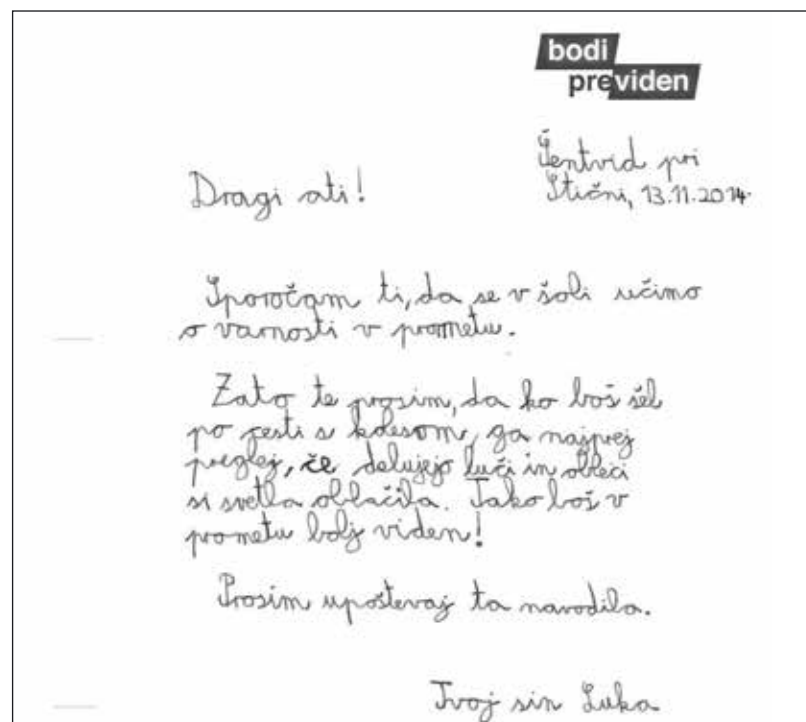 bodi
previden
Šentvid pri
Stični, 13.11.2014.
Dragi ati!
Sporočam ti, da se v šoli učimo
o varnosti v prometu.
Zato te prosim, da ko boš šel
po cesti s kolesom, ga najprej
preglej, če delujejo luči in obleci
si svetla oblačila. Tako boš v
prometu bolj viden!
Prosim upoštevaj ta navodila.
Tvoj sin Luka